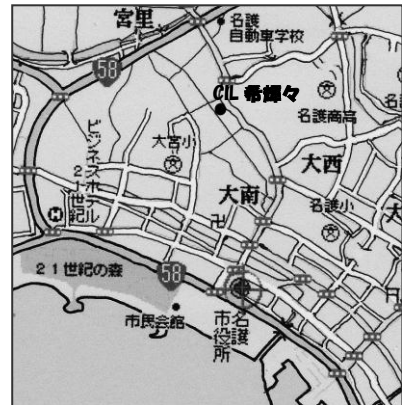 宮里
名護
自動車学校
58
CIL 希輝々
名護商高
大宮小
ビジネスホテル
21世紀
大西
大南
名護小
大
21世紀の森
58
市民会館
名護
市役所